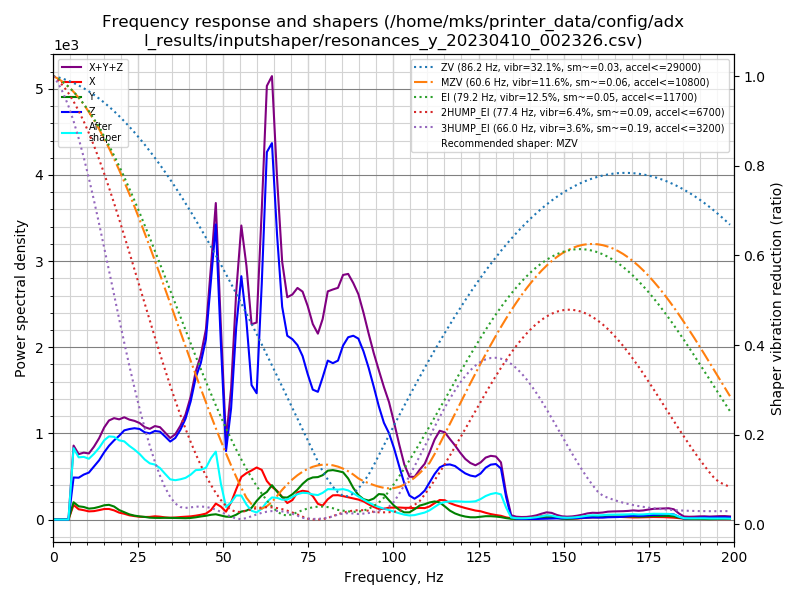 Frequency response and shapers (/home/mks/printer_data/config/adx
l_results/inputshaper/resonances_y_20230410_002326.csv)
1e3
X+Y+Z
X
Y
Z
After
shaper
ZV (86.2 Hz, vibr=32.1%, sm~=0.03, accel<=29000)
MZV (60.6 Hz, vibr=11.6%, sm~=0.06, accel<=10800)
EI (79.2 Hz, vibr=12.5%, sm~=0.05, accel<=11700)
2HUMP_EI (77.4 Hz, vibr=6.4%, sm~=0.09, accel<=6700)
3HUMP_EI (66.0 Hz, vibr=3.6%, sm~=0.19, accel<=3200)
Recommended shaper: MZV
5
4
3
2
1
0
Power spectral density
1.0
0.8
0.6
0.4
0.2
0.0
Shaper vibration reduction (ratio)
0 25 50 75 100 125 150 175 200
Frequency, Hz